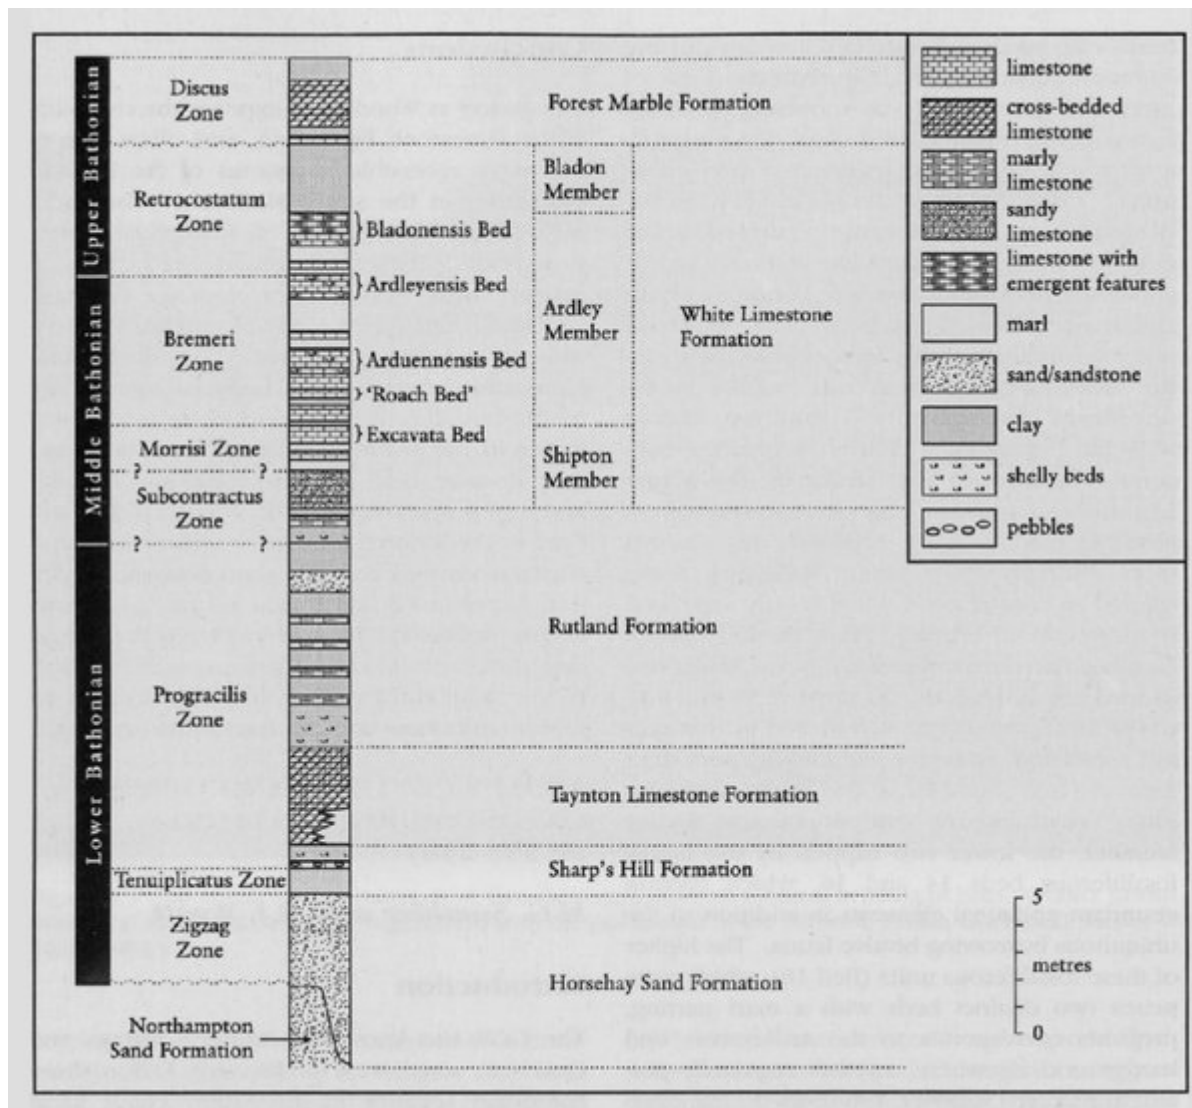 Upper Bathonian
Middle Bathonian
Lower Bathonian
Discus
Zone
Retrocostatum
Zone
Bremeri
Zone
Morrisi Zone
?
?
Subcontractus
Zone
?
?
Progracilis
Zone
Tenuiplicatus Zone
Zigzag
Zone
Northampton
Sand Formation
Bladonensis Bed
Ardleyensis Bed
Arduennensis Bed
'Roach Bed'
Excavata Bed
Forest Marble Formation
Bladon
Member
Ardley
Member
Shipton
Member
White Limestone
Formation
Rutland Formation
Taynton Limestone Formation
Sharp's Hill Formation
Horsehay Sand Formation
limestone
cross-bedded
limestone
marly
limestone
sandy
limestone
limestone with
emergent features
marl
sand/sandstone
clay
shelly beds
pebbles
5
metres
0